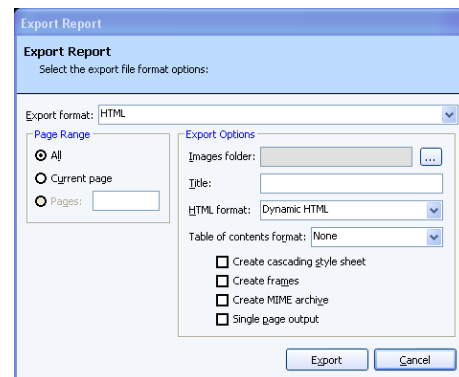 Export Report
Export Report
Select the export file format options:
Export format: HTML
Page Range
All
Current page
Pages:
Export Options
Images folder:
...
Title:
HTML format: Dynamic HTML
Table of contents format: None
Create cascading style sheet
Create frames
Create MIME archive
Single page output
Export
Cancel